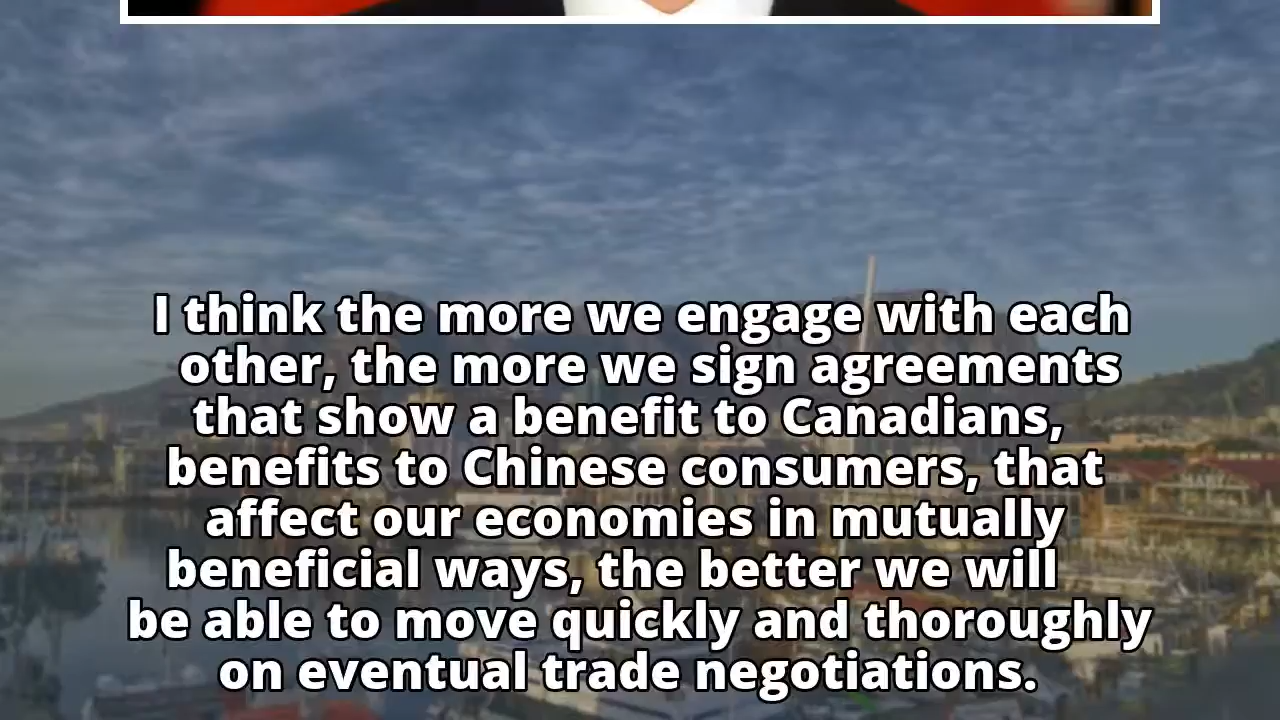 I think the more we engage with each
other, the more we sign agreements
that show a benefit to Canadians,
benefits to Chinese consumers, that
affect our economies in mutually
beneficial ways, the better we will
be able to move quickly and thoroughly
on eventual trade negotiations.